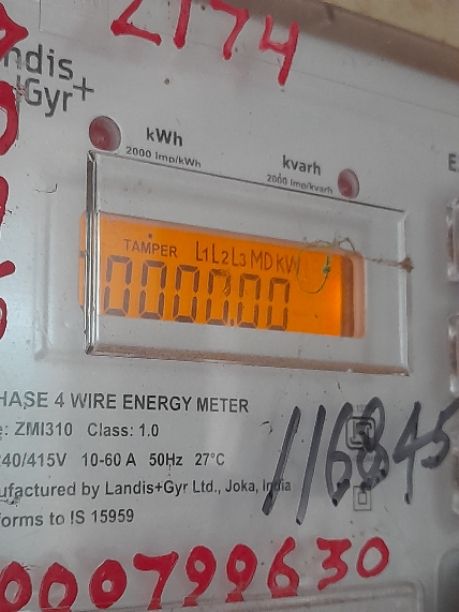 2174
ndis
Gyr+
kWh
2000 imp/kWh
kvarh
2000 imp/kvarh
E
TAMPER L1 L2 L3 MD kW
0000.00
HASE 4 WIRE ENERGY METER
e: ZMI310 Class: 1.0
240/415V 10-60 A 50Hz 27°C
ufactured by Landis+Gyr Ltd., Joka, India
forms to IS 15959
116845
000799630